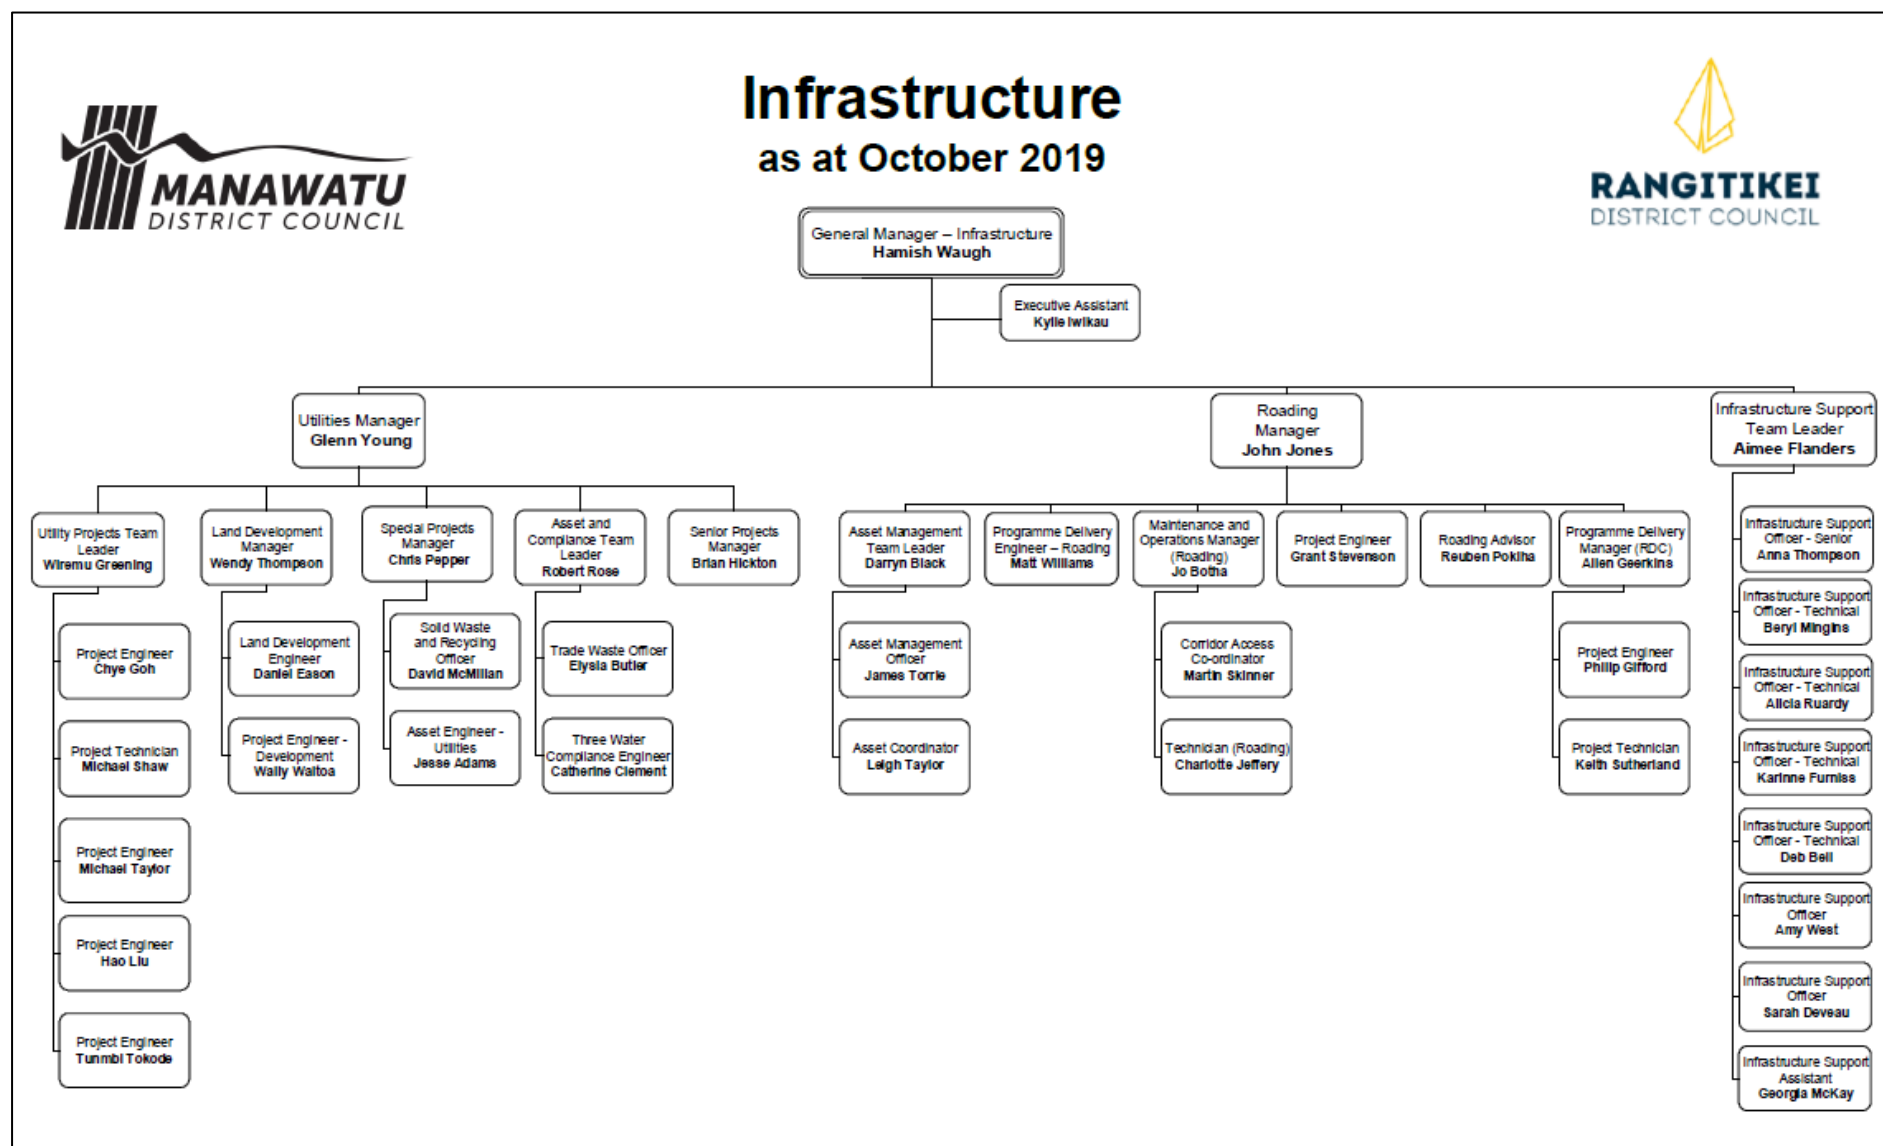 Infrastructure
as at October 2019
MANAWATU
DISTRICT COUNCIL
RANGITIKEI
DISTRICT COUNCIL
General Manager – Infrastructure
Hamish Waugh
Executive Assistant
Kylie Iwikau
Utilities Manager
Glenn Young
Roading
Manager
John Jones
Infrastructure Support
Team Leader
Aimee Flanders
Utility Projects Team
Leader
Wiremu Greening
Land Development
Manager
Wendy Thompson
Special Projects
Manager
Chris Pepper
Asset and
Compliance Team
Leader
Robert Rose
Senior Projects
Manager
Brian Hickton
Asset Management
Team Leader
Darryn Black
Programme Delivery
Engineer – Roading
Matt Williams
Maintenance and
Operations Manager
(Roading)
Jo Botha
Project Engineer
Grant Stevenson
Roading Advisor
Reuben Pokiha
Programme Delivery
Manager (RDC)
Allen Geerkins
Project Engineer
Chye Goh
Project Technician
Michael Shaw
Project Engineer
Michael Taylor
Project Engineer
Hao Liu
Project Engineer
Tunmbi Tokode
Land Development
Engineer
Daniel Eason
Project Engineer -
Development
Wally Waitoa
Solid Waste
and Recycling
Officer
David McMillan
Asset Engineer -
Utilities
Jesse Adams
Trade Waste Officer
Elysia Butler
Three Water
Compliance Engineer
Catherine Clement
Asset Management
Officer
James Torrie
Asset Coordinator
Leigh Taylor
Corridor Access
Co-ordinator
Martin Skinner
Technician (Roading)
Charlotte Jeffery
Project Engineer
Philip Gifford
Project Technician
Keith Sutherland
Infrastructure Support
Officer - Senior
Anna Thompson
Infrastructure Support
Officer - Technical
Beryl Mingins
Infrastructure Support
Officer - Technical
Alicia Ruardy
Infrastructure Support
Officer - Technical
Karinne Furniss
Infrastructure Support
Officer - Technical
Deb Bell
Infrastructure Support
Officer
Amy West
Infrastructure Support
Officer
Sarah Deveau
Infrastructure Support
Assistant
Georgia McKay